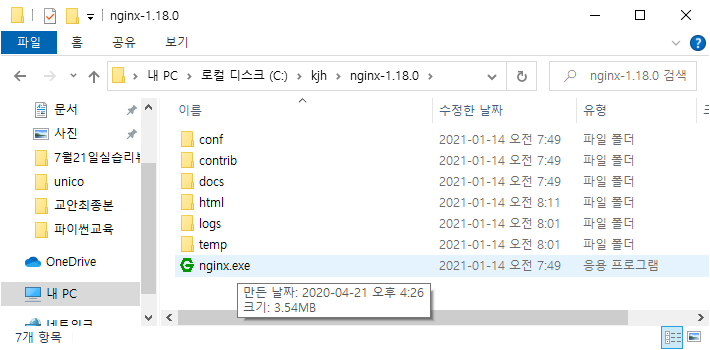 nginx-1.18.0
파일 홈 공유 보기
내 PC > 로컬 디스크 (C:) > kjh > nginx-1.18.0 > nginx-1.18.0 검색
이름 수정한 날짜 유형
문서
사진
7월21일실습리뷰
unico
교안최종본
파이썬교육
OneDrive
내 PC
네트워크
conf 2021-01-14 오전 7:49 파일 폴더
contrib 2021-01-14 오전 7:49 파일 폴더
docs 2021-01-14 오전 7:49 파일 폴더
html 2021-01-14 오전 8:11 파일 폴더
logs 2021-01-14 오전 8:01 파일 폴더
temp 2021-01-14 오전 8:01 파일 폴더
nginx.exe 2021-01-14 오전 7:49 응용 프로그램
만든 날짜: 2020-04-21 오후 4:26
크기: 3.54MB
7개 항목